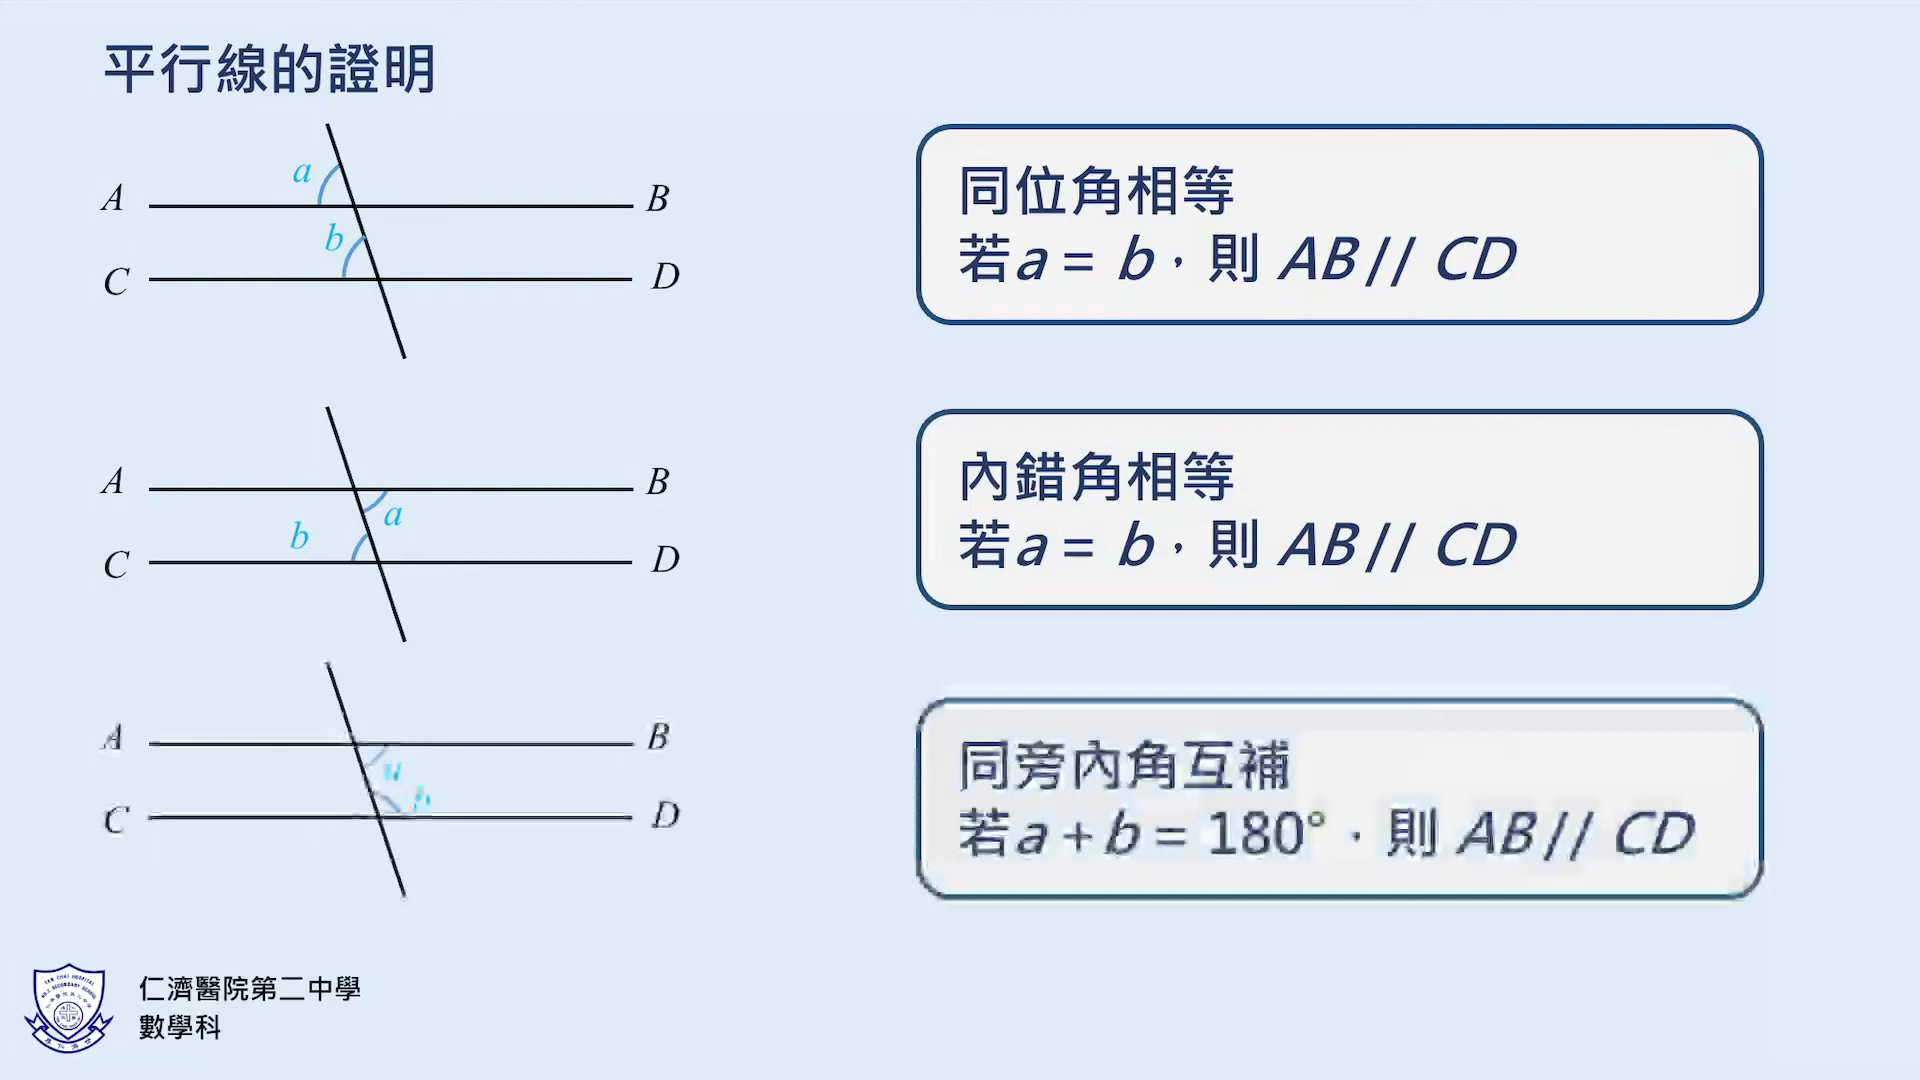 平行線的證明
a
A B
b
C D
同位角相等
若a = b，則 AB // CD
A B
a
b
C D
內錯角相等
若a = b，則 AB // CD
A B
a
b
C D
同旁內角互補
若a + b = 180°，則 AB // CD
仁濟醫院第二中學
數學科